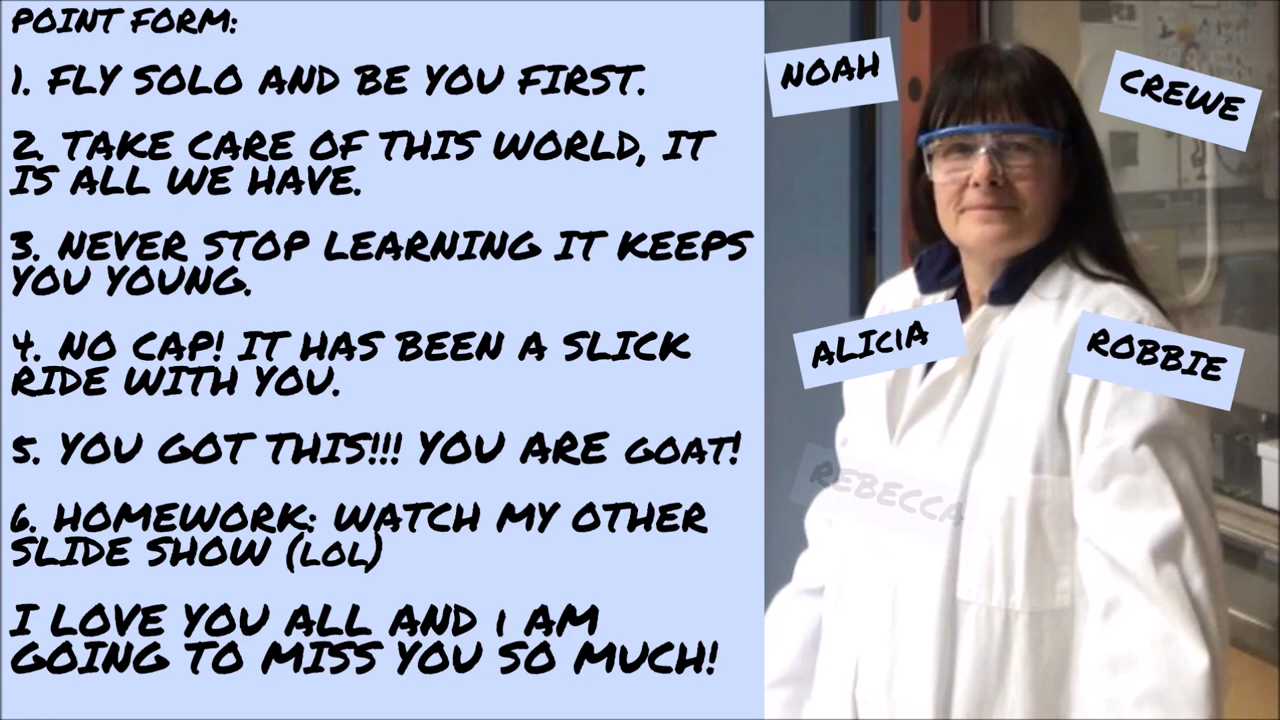 POINT FORM:
1. FLY SOLO AND BE YOU FIRST.
2. TAKE CARE OF THIS WORLD, IT
IS ALL WE HAVE.
3. NEVER STOP LEARNING IT KEEPS
YOU YOUNG.
4. NO CAP! IT HAS BEEN A SLICK
RIDE WITH YOU.
5. YOU GOT THIS!!! YOU ARE GOAT!
6. HOMEWORK: WATCH MY OTHER
SLIDE SHOW (LOL)
I LOVE YOU ALL AND I AM
GOING TO MISS YOU SO MUCH!
NOAH
CREWE
ALICIA
ROBBIE
REBECCA